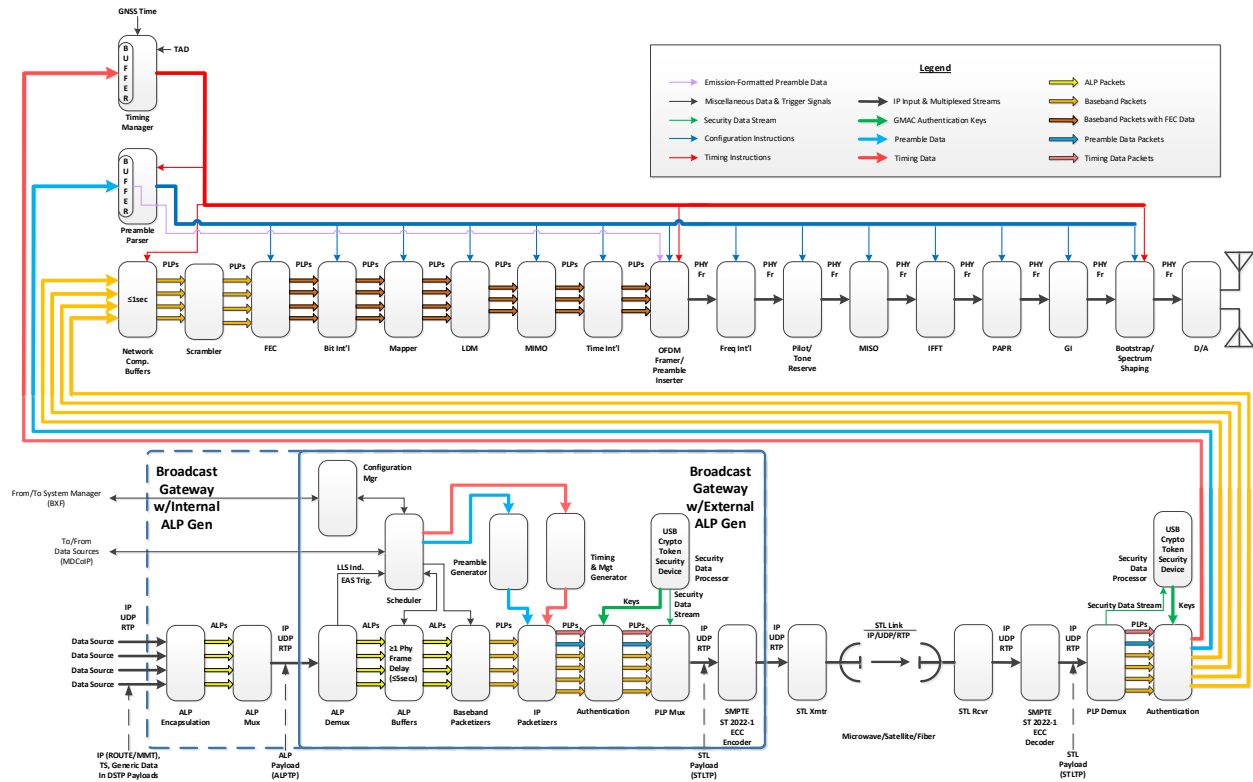 GNSS Time
TAD
BUFFER
Timing
Manager
Legend
Emission-Formatted Preamble Data
Miscellaneous Data & Trigger Signals
Security Data Stream
Configuration Instructions
Timing Instructions
IP Input & Multiplexed Streams
GMAC Authentication Keys
Preamble Data
Timing Data
ALP Packets
Baseband Packets
Baseband Packets with FEC Data
Preamble Data Packets
Timing Data Packets
BUFFER
Preamble
Parser
PLPs
PLPs
PLPs
PLPs
PLPs
PLPs
PLPs
PLPs
PHY
Fr
PHY
Fr
PHY
Fr
PHY
Fr
PHY
Fr
PHY
Fr
PHY
Fr
PHY
Fr
≤1sec
Network
Comp.
Buffers
Scrambler
FEC
Bit Int'l
Mapper
LDM
MIMO
Time Int'l
OFDM
Framer/
Preamble
Inserter
Freq Int'l
Pilot/
Tone
Reserve
MISO
IFFT
PAPR
GI
Bootstrap/
Spectrum
Shaping
D/A
Broadcast
Gateway
w/Internal
ALP Gen
Configuration
Mgr
Broadcast
Gateway
w/External
ALP Gen
From/To System Manager
(BXF)
To/From
Data Sources
(MDCoIP)
Scheduler
LLS Ind.
EAS Trig.
Preamble
Generator
Timing
& Mgt
Generator
USB
Crypto
Token
Security
Device
Security
Data
Processor
Keys
Security
Data
Stream
USB
Crypto
Token
Security
Device
Security
Data
Processor
Security Data Stream
Keys
IP
UDP
RTP
Data Source
Data Source
Data Source
Data Source
ALPs
IP
UDP
RTP
ALPs
≥1 Phy
Frame
Delay
(≤5secs)
ALPs
PLPs
PLPs
PLPs
IP
UDP
RTP
IP
UDP
RTP
STL Link
IP/UDP/RTP
IP
UDP
RTP
IP
UDP
RTP
PLPs
ALP
Encapsulation
ALP
Mux
ALP
Demux
ALP
Buffers
Baseband
Packetizers
IP
Packetizers
Authentication
PLP Mux
SMPTE
ST 2022-1
ECC
Encoder
STL Xmtr
Microwave/Satellite/Fiber
STL Rcvr
SMPTE
ST 2022-1
ECC
Decoder
PLP Demux
Authentication
IP (ROUTE/MMT),
TS, Generic Data
In DSTP Payloads
ALP
Payload
(ALPTP)
STL
Payload
(STLTP)
STL
Payload
(STLTP)